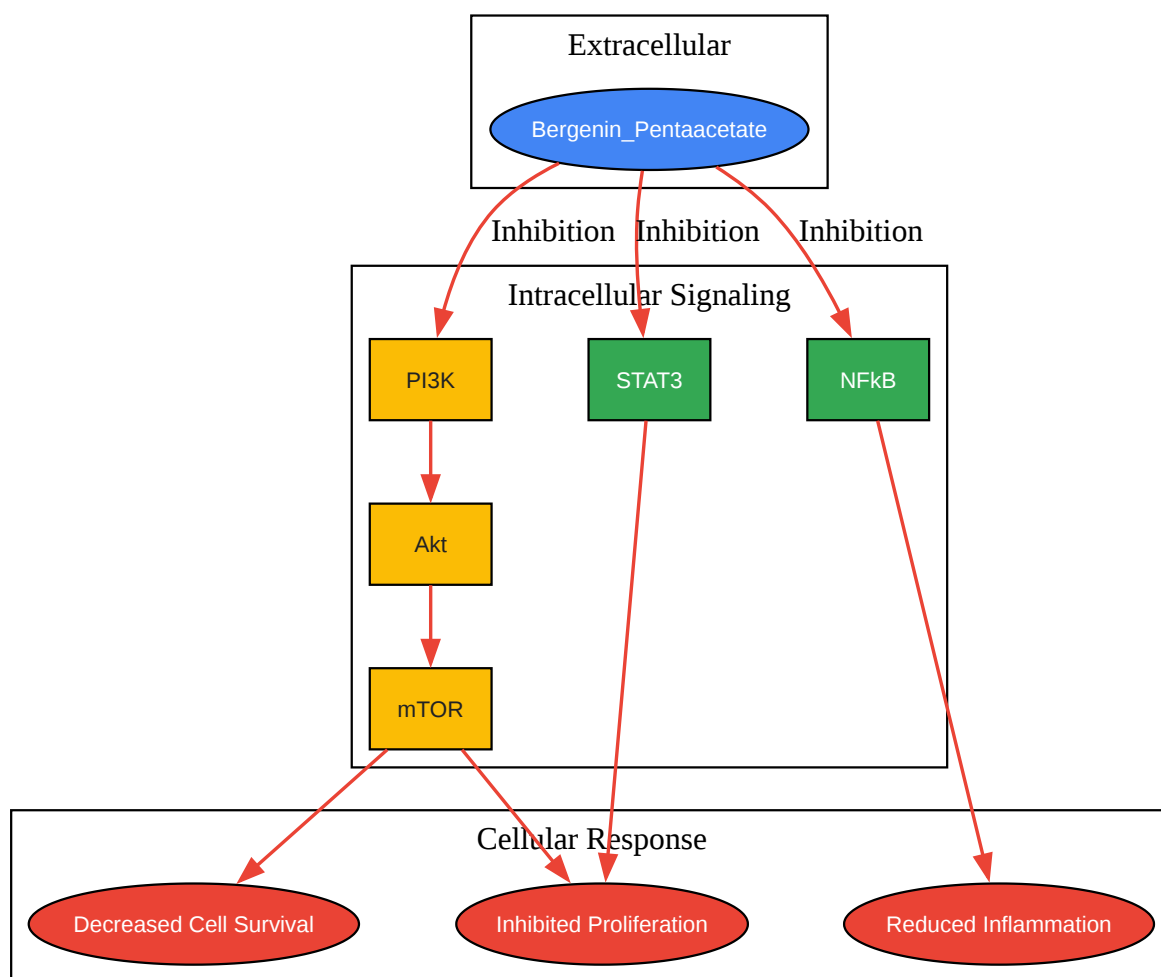 Extracellular
Bergenin_Pentaacetate
Inhibition
Inhibition
Inhibition
Intracellular Signaling
PI3K
STAT3
NFkB
Akt
mTOR
Cellular Response
Decreased Cell Survival
Inhibited Proliferation
Reduced Inflammation